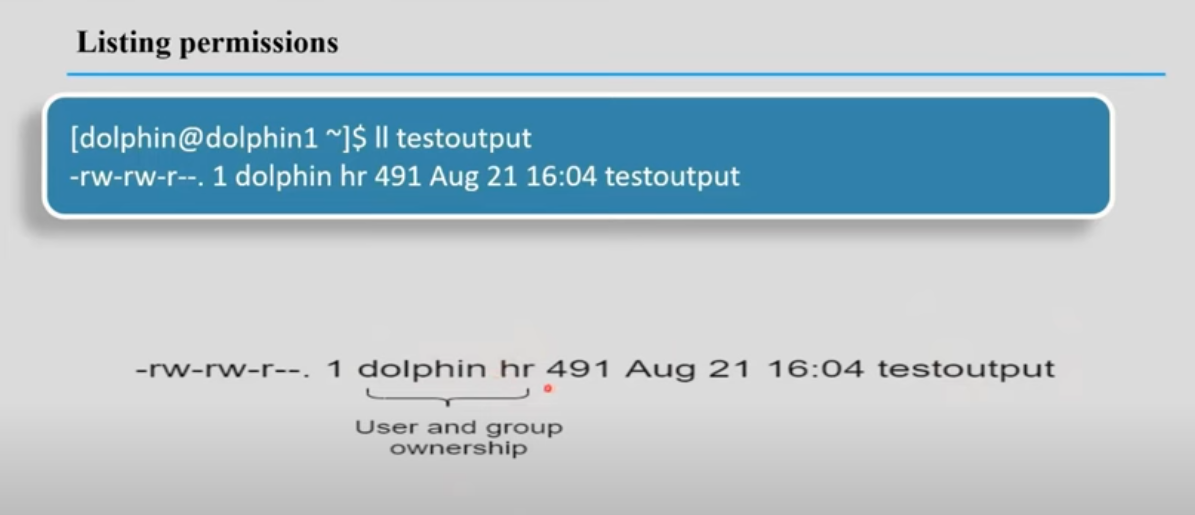 Listing permissions
[dolphin@dolphin1 ~]$ ll testoutput
-rw-rw-r--. 1 dolphin hr 491 Aug 21 16:04 testoutput
-rw-rw-r--. 1 dolphin hr 491 Aug 21 16:04 testoutput
User and group
ownership